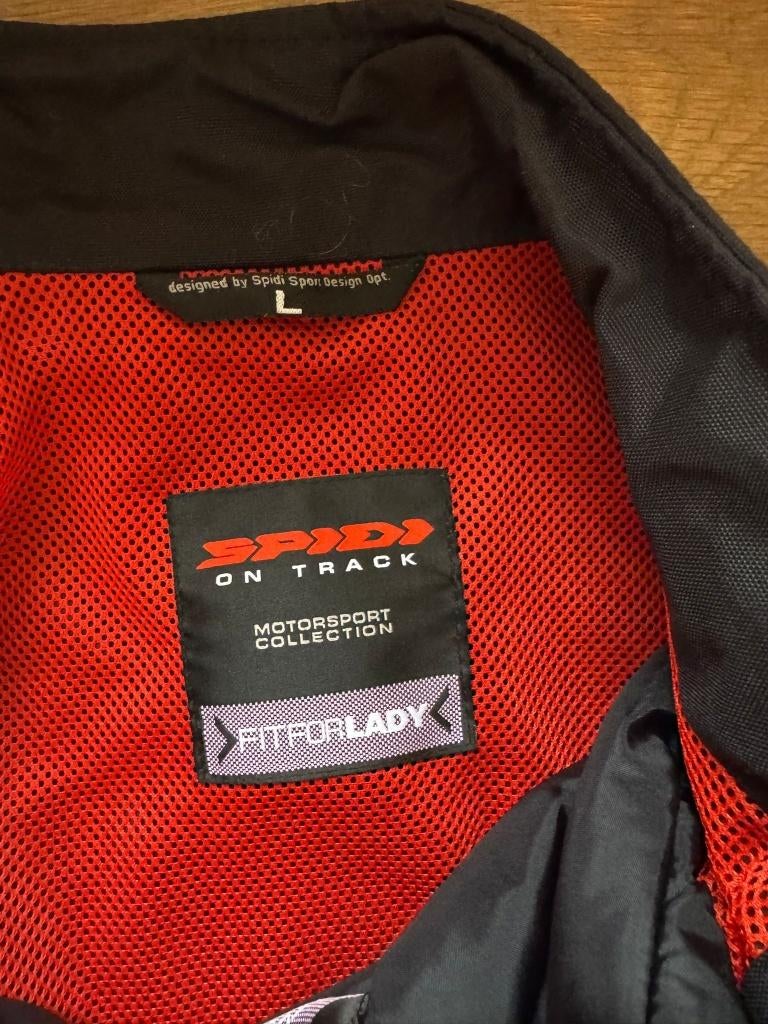 designed by Spidi Sport Design Dpt.
L
SPIDI
ON TRACK
MOTORSPORT
COLLECTION
FITFORLADY